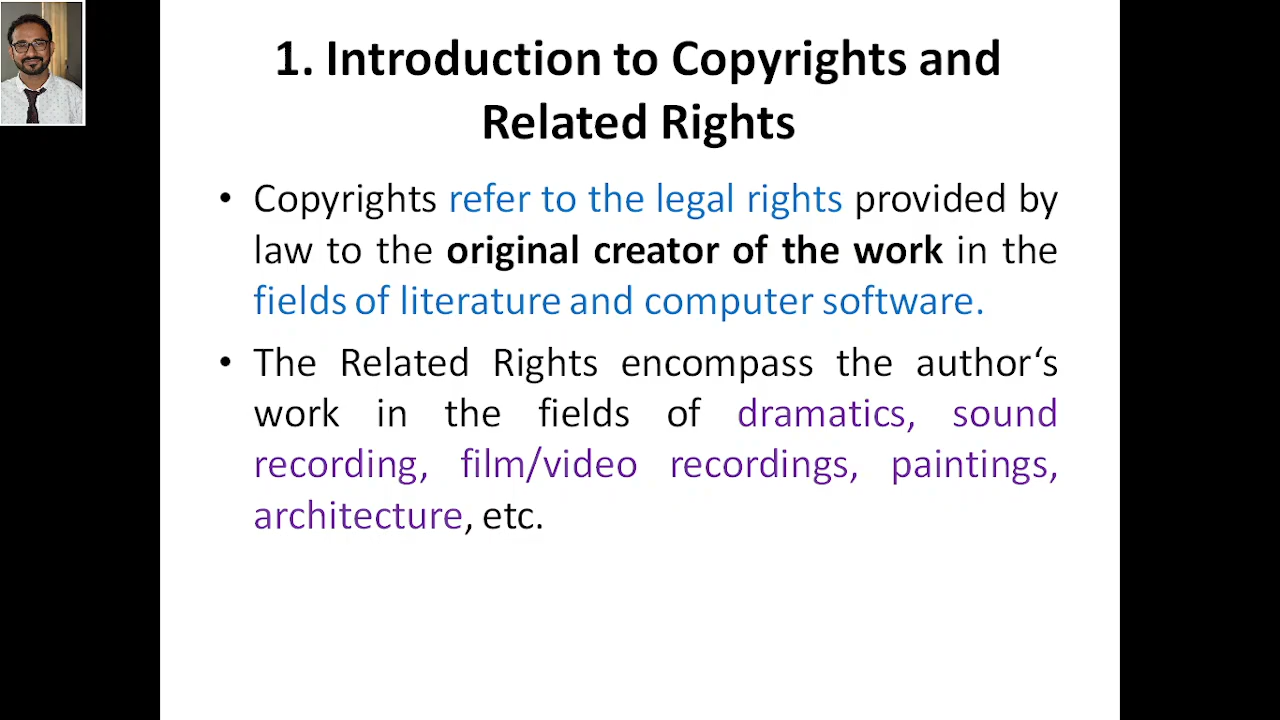 1. Introduction to Copyrights and
Related Rights
• Copyrights refer to the legal rights provided by
law to the original creator of the work in the
fields of literature and computer software.
• The Related Rights encompass the author‘s
work in the fields of dramatics, sound
recording, film/video recordings, paintings,
architecture, etc.